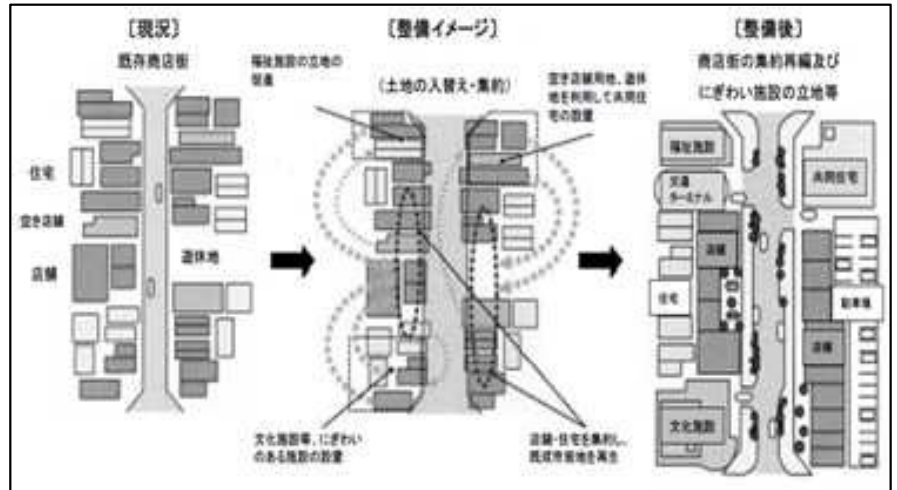 ［現況］
既存商店街
住宅
空き店舗
店舗
遊休地
［整備イメージ］
福祉施設の立地の
促進
（土地の入替え・集約）
空き店舗用地、遊休
地を利用して共同住
宅の設置
文化施設等、にぎわい
のある施設の設置
店舗・住宅を集約し、
既成市街地を再生
［整備後］
商店街の集約再編及び
にぎわい施設の立地等
福祉施設
交通
ターミナル
共同住宅
店舗
住宅
駐車場
店舗
文化施設